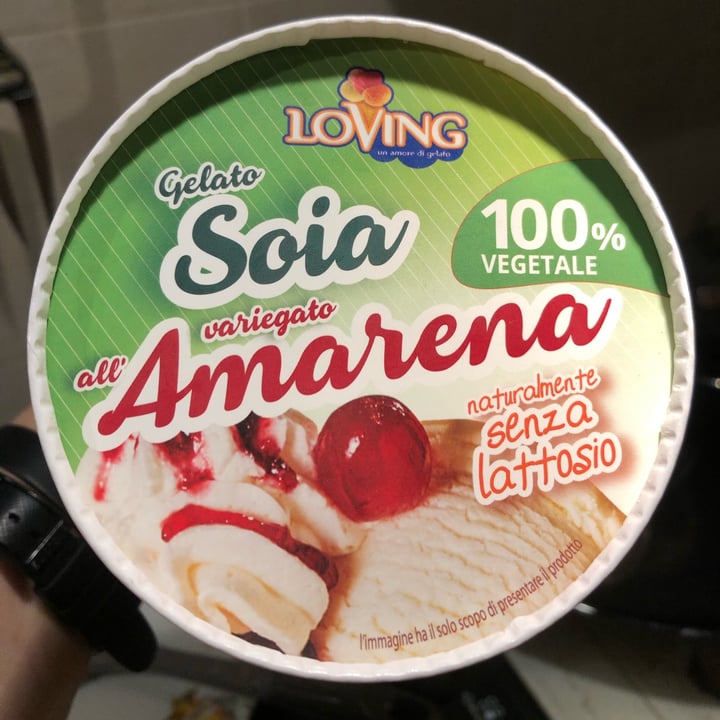 LOVING
un amore di gelato
Gelato
Soia
100%
VEGETALE
variegato
all'Amarena
naturalmente
senza
lattosio
l'immagine ha il solo scopo di presentare il prodotto